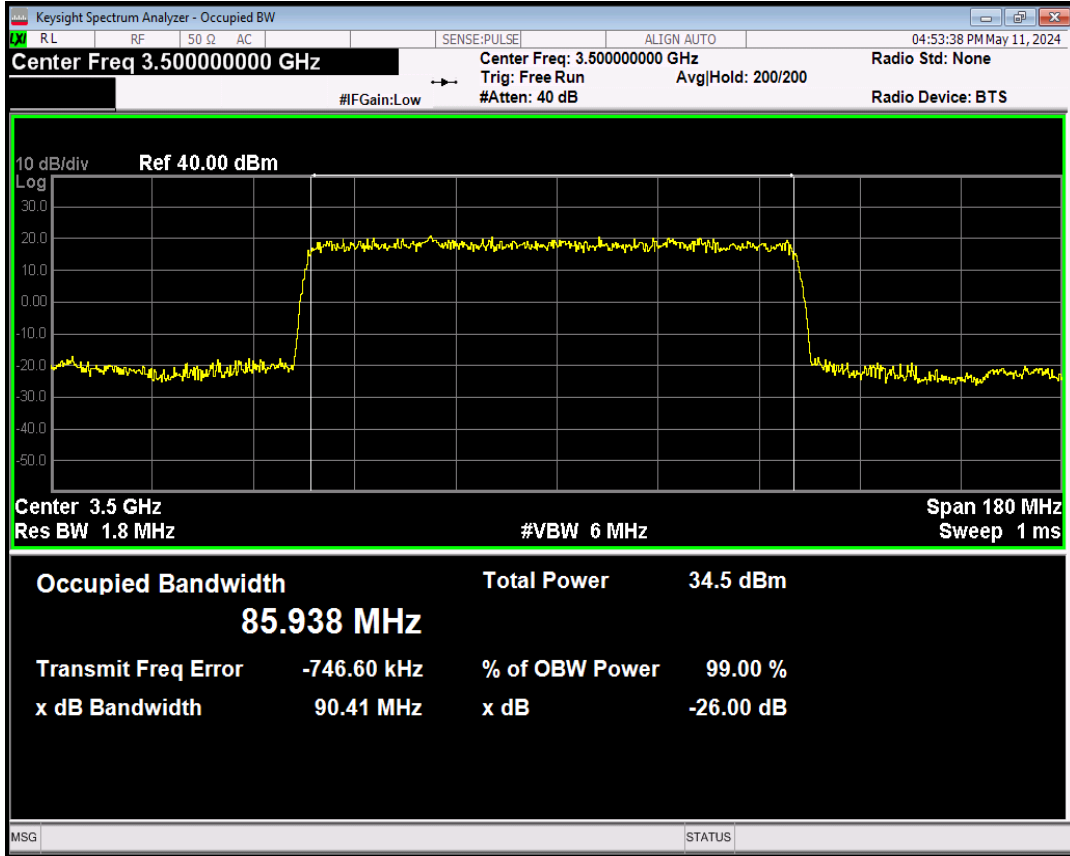 Keysight Spectrum Analyzer - Occupied BW
LXI RL RF 50 Ω AC SENSE:PULSE ALIGN AUTO 04:53:38 PM May 11, 2024
Center Freq 3.500000000 GHz
Center Freq: 3.500000000 GHz
Radio Std: None
Trig: Free Run Avg|Hold: 200/200
#IFGain:Low
#Atten: 40 dB
Radio Device: BTS
10 dB/div Ref 40.00 dBm
Log
30.0
20.0
10.0
0.00
-10.0
-20.0
-30.0
-40.0
-50.0
Center 3.5 GHz Span 180 MHz
Res BW 1.8 MHz #VBW 6 MHz Sweep 1 ms
Occupied Bandwidth Total Power 34.5 dBm
85.938 MHz
Transmit Freq Error -746.60 kHz % of OBW Power 99.00 %
x dB Bandwidth 90.41 MHz x dB -26.00 dB
MSG STATUS